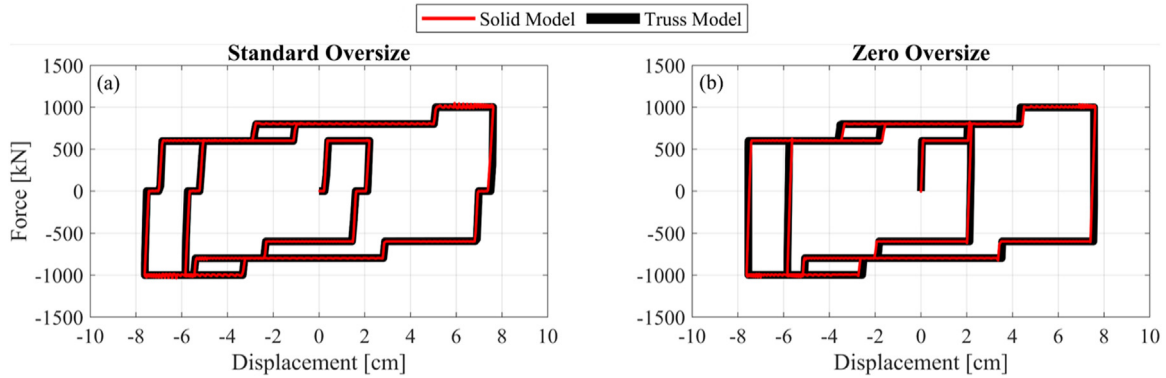 Solid Model Truss Model
Standard Oversize
(a)
1500
1000
500
0
-500
-1000
-1500
Force [kN]
-10 -8 -6 -4 -2 0 2 4 6 8 10
Displacement [cm]
Zero Oversize
(b)
1500
1000
500
0
-500
-1000
-1500
-10 -8 -6 -4 -2 0 2 4 6 8 10
Displacement [cm]